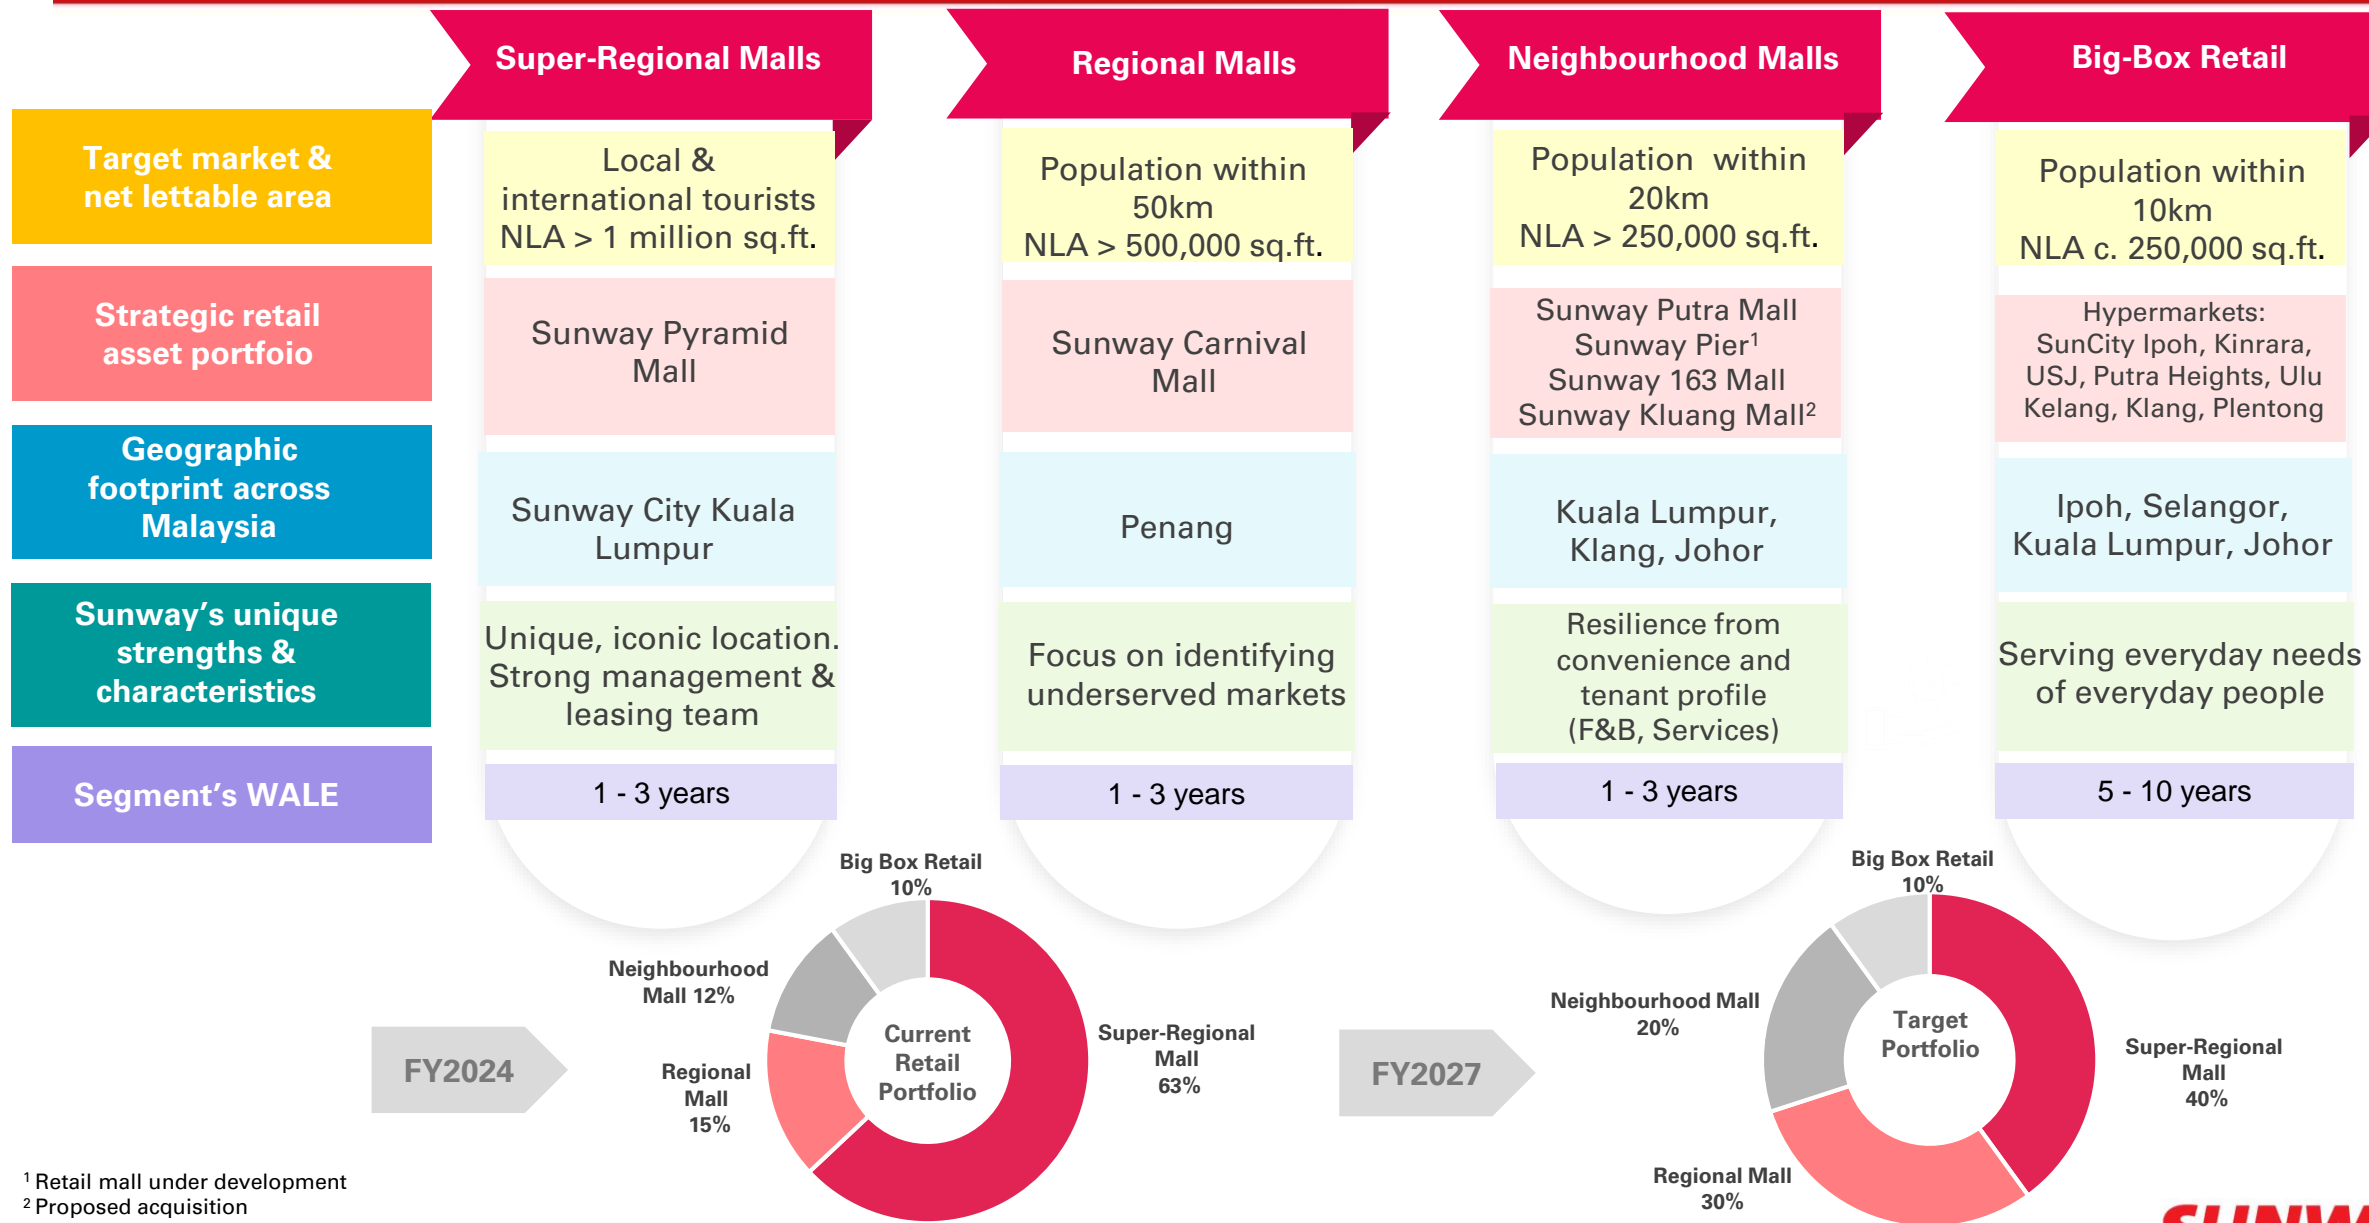 Super-Regional Malls
Regional Malls
Neighbourhood Malls
Big-Box Retail
Target market &
net lettable area
Local &
international tourists
NLA > 1 million sq.ft.
Population within
50km
NLA > 500,000 sq.ft.
Population within
20km
NLA > 250,000 sq.ft.
Population within
10km
NLA c. 250,000 sq.ft.
Strategic retail
asset portfoio
Sunway Pyramid
Mall
Sunway Carnival
Mall
Sunway Putra Mall
Sunway Pier¹
Sunway 163 Mall
Sunway Kluang Mall²
Hypermarkets:
SunCity Ipoh, Kinrara,
USJ, Putra Heights, Ulu
Kelang, Klang, Plentong
Geographic
footprint across
Malaysia
Sunway City Kuala
Lumpur
Penang
Kuala Lumpur,
Klang, Johor
Ipoh, Selangor,
Kuala Lumpur, Johor
Sunway’s unique
strengths &
characteristics
Unique, iconic location.
Strong management &
leasing team
Focus on identifying
underserved markets
Resilience from
convenience and
tenant profile
(F&B, Services)
Serving everyday needs
of everyday people
Segment’s WALE
1 - 3 years
1 - 3 years
1 - 3 years
5 - 10 years
FY2024
Big Box Retail
10%
Neighbourhood
Mall 12%
Regional
Mall
15%
Current
Retail
Portfolio
Super-Regional
Mall
63%
FY2027
Big Box Retail
10%
Neighbourhood Mall
20%
Target
Portfolio
Super-Regional
Mall
40%
Regional Mall
30%
¹ Retail mall under development
² Proposed acquisition